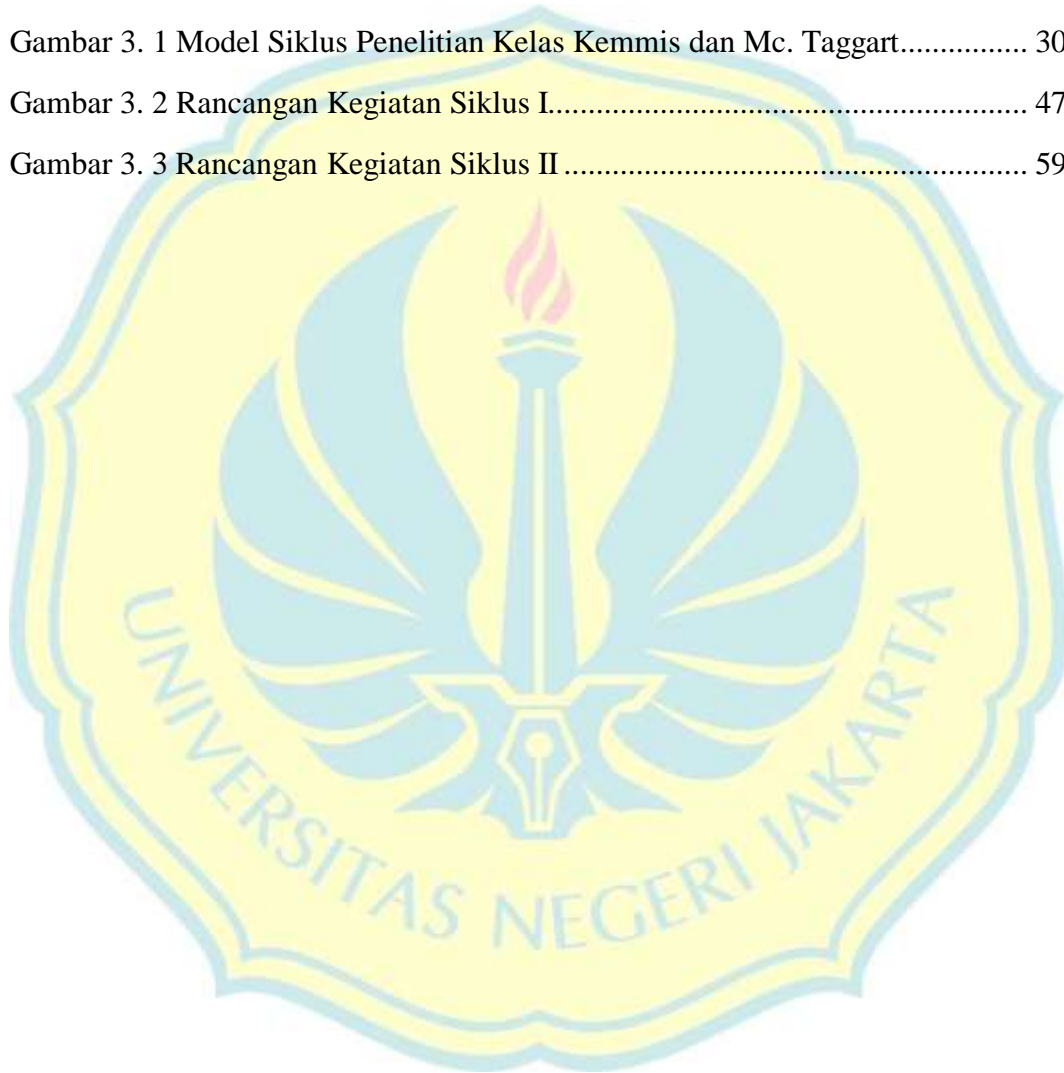 Gambar 3. 1 Model Siklus Penelitian Kelas Kemmis dan Mc. Taggart............... 30
Gambar 3. 2 Rancangan Kegiatan Siklus I.......................................................... 47
Gambar 3. 3 Rancangan Kegiatan Siklus II ........................................................ 59
UNIVERSITAS NEGERI JAKARTA